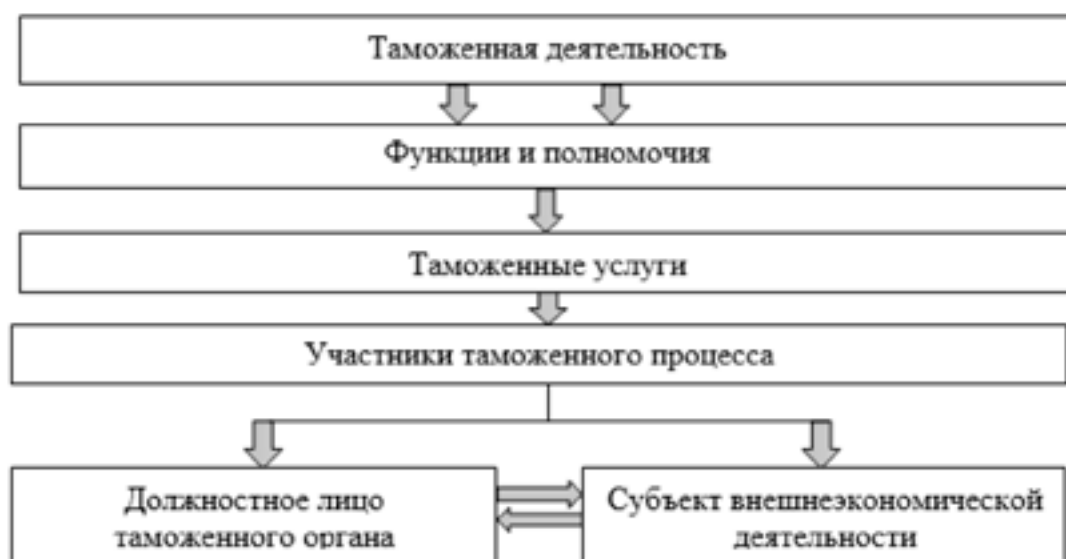 Таможенная деятельность
Функции и полномочия
Таможенные услуги
Участники таможенного процесса
Должностное лицо
таможенного органа
Субъект внешнеэкономической
деятельности